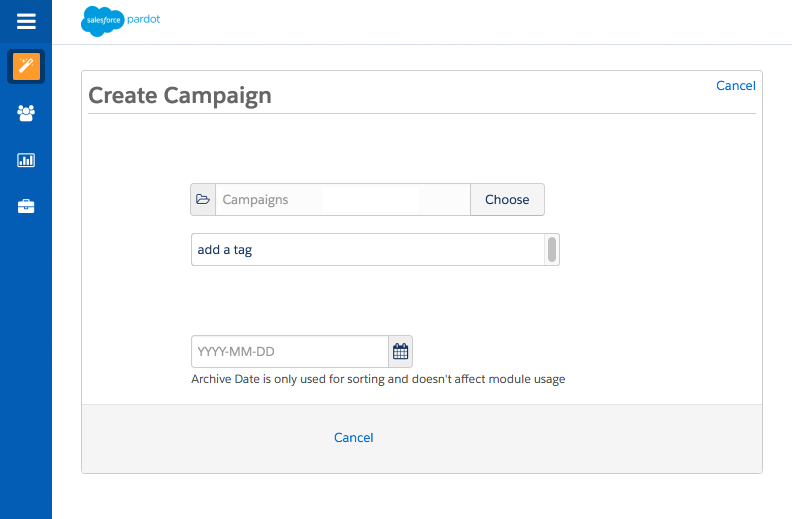 salesforce pardot
Cancel
Create Campaign
Campaigns
Choose
add a tag
YYYY-MM-DD
Archive Date is only used for sorting and doesn't affect module usage
Cancel